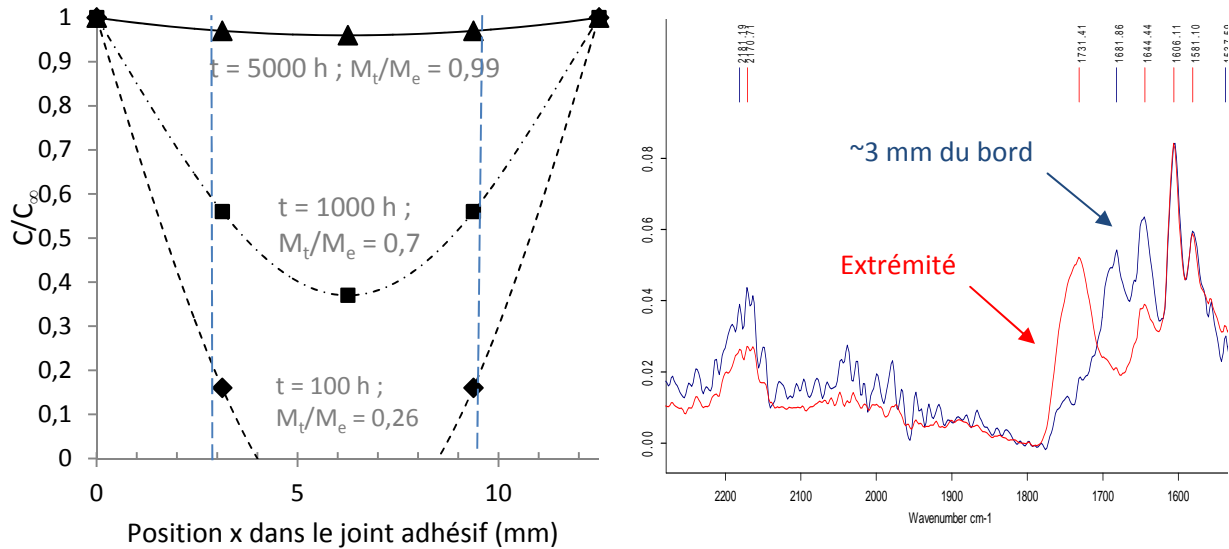 1
0,9
0,8
0,7
0,6
0,5
0,4
0,3
0,2
0,1
0
C/C∞
t = 5000 h ; Mt/Me = 0,99
t = 1000 h ;
Mt/Me = 0,7
t = 100 h ;
Mt/Me = 0,26
0 5 10
Position x dans le joint adhésif (mm)
2181.19
2170.71
1731.41
1681.86
1644.44
1606.11
1581.10
~3 mm du bord
Extrémité
0.08
0.06
0.04
0.02
0.00
2200 2100 2000 1900 1800 1700 1600
Wavenumber cm-1